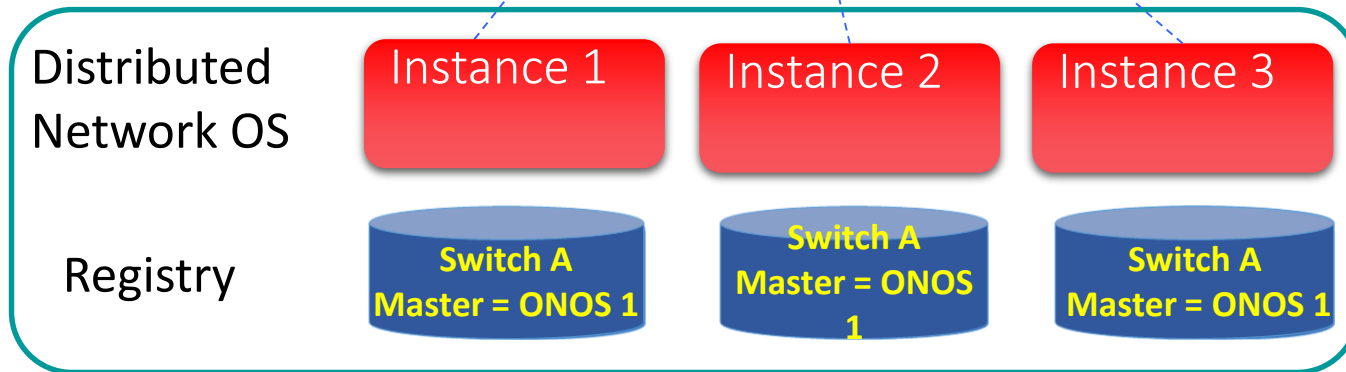 Distributed
Network OS
Instance 1
Instance 2
Instance 3
Registry
Switch A
Master = ONOS 1
Switch A
Master = ONOS
1
Switch A
Master = ONOS 1